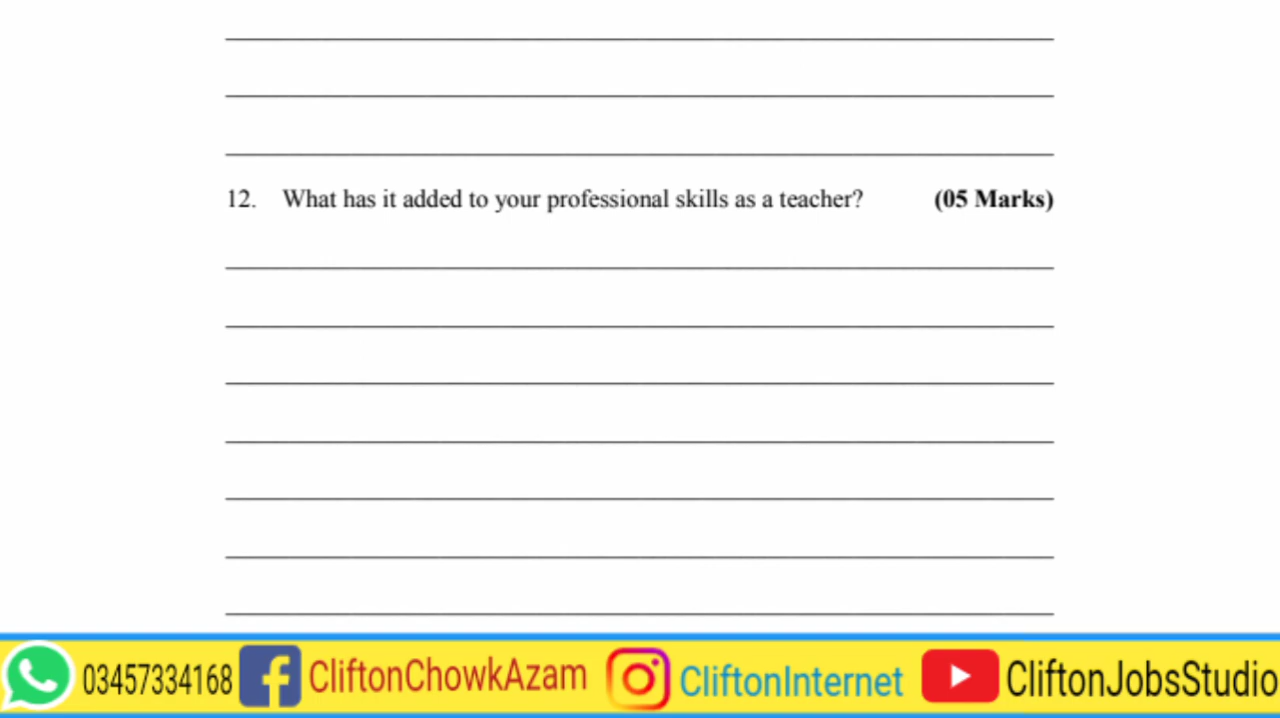 12. What has it added to your professional skills as a teacher? (05 Marks)
03457334168 CliftonChowkAzam CliftonInternet CliftonJobsStudio